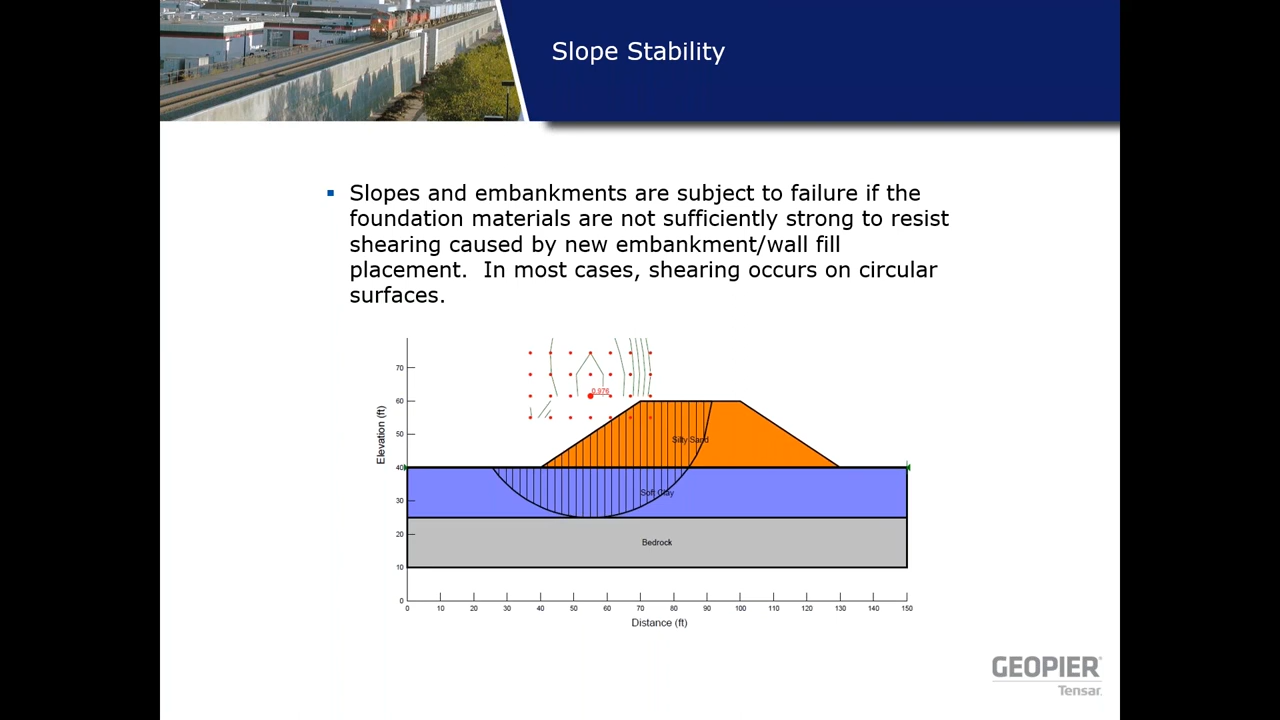 Slope Stability
Slopes and embankments are subject to failure if the
foundation materials are not sufficiently strong to resist
shearing caused by new embankment/wall fill
placement.  In most cases, shearing occurs on circular
surfaces.
70
60
50
40
30
20
10
0
Elevation (ft)
0.976
Silty Sand
Soft Clay
Bedrock
0 10 20 30 40 50 60 70 80 90 100 110 120 130 140 150
Distance (ft)
GEOPIER®
Tensar.